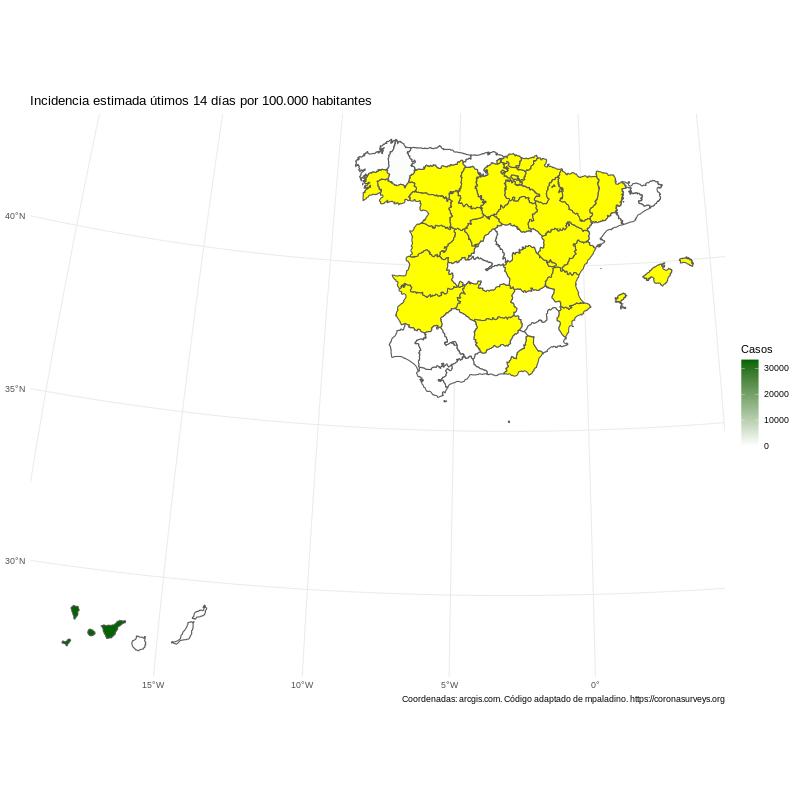 Incidencia estimada útimos 14 días por 100.000 habitantes
40°N
35°N
30°N
15°W
10°W
5°W
0°
Casos
30000
20000
10000
0
Coordenadas: arcgis.com. Código adaptado de mpaladino. https://coronasurveys.org